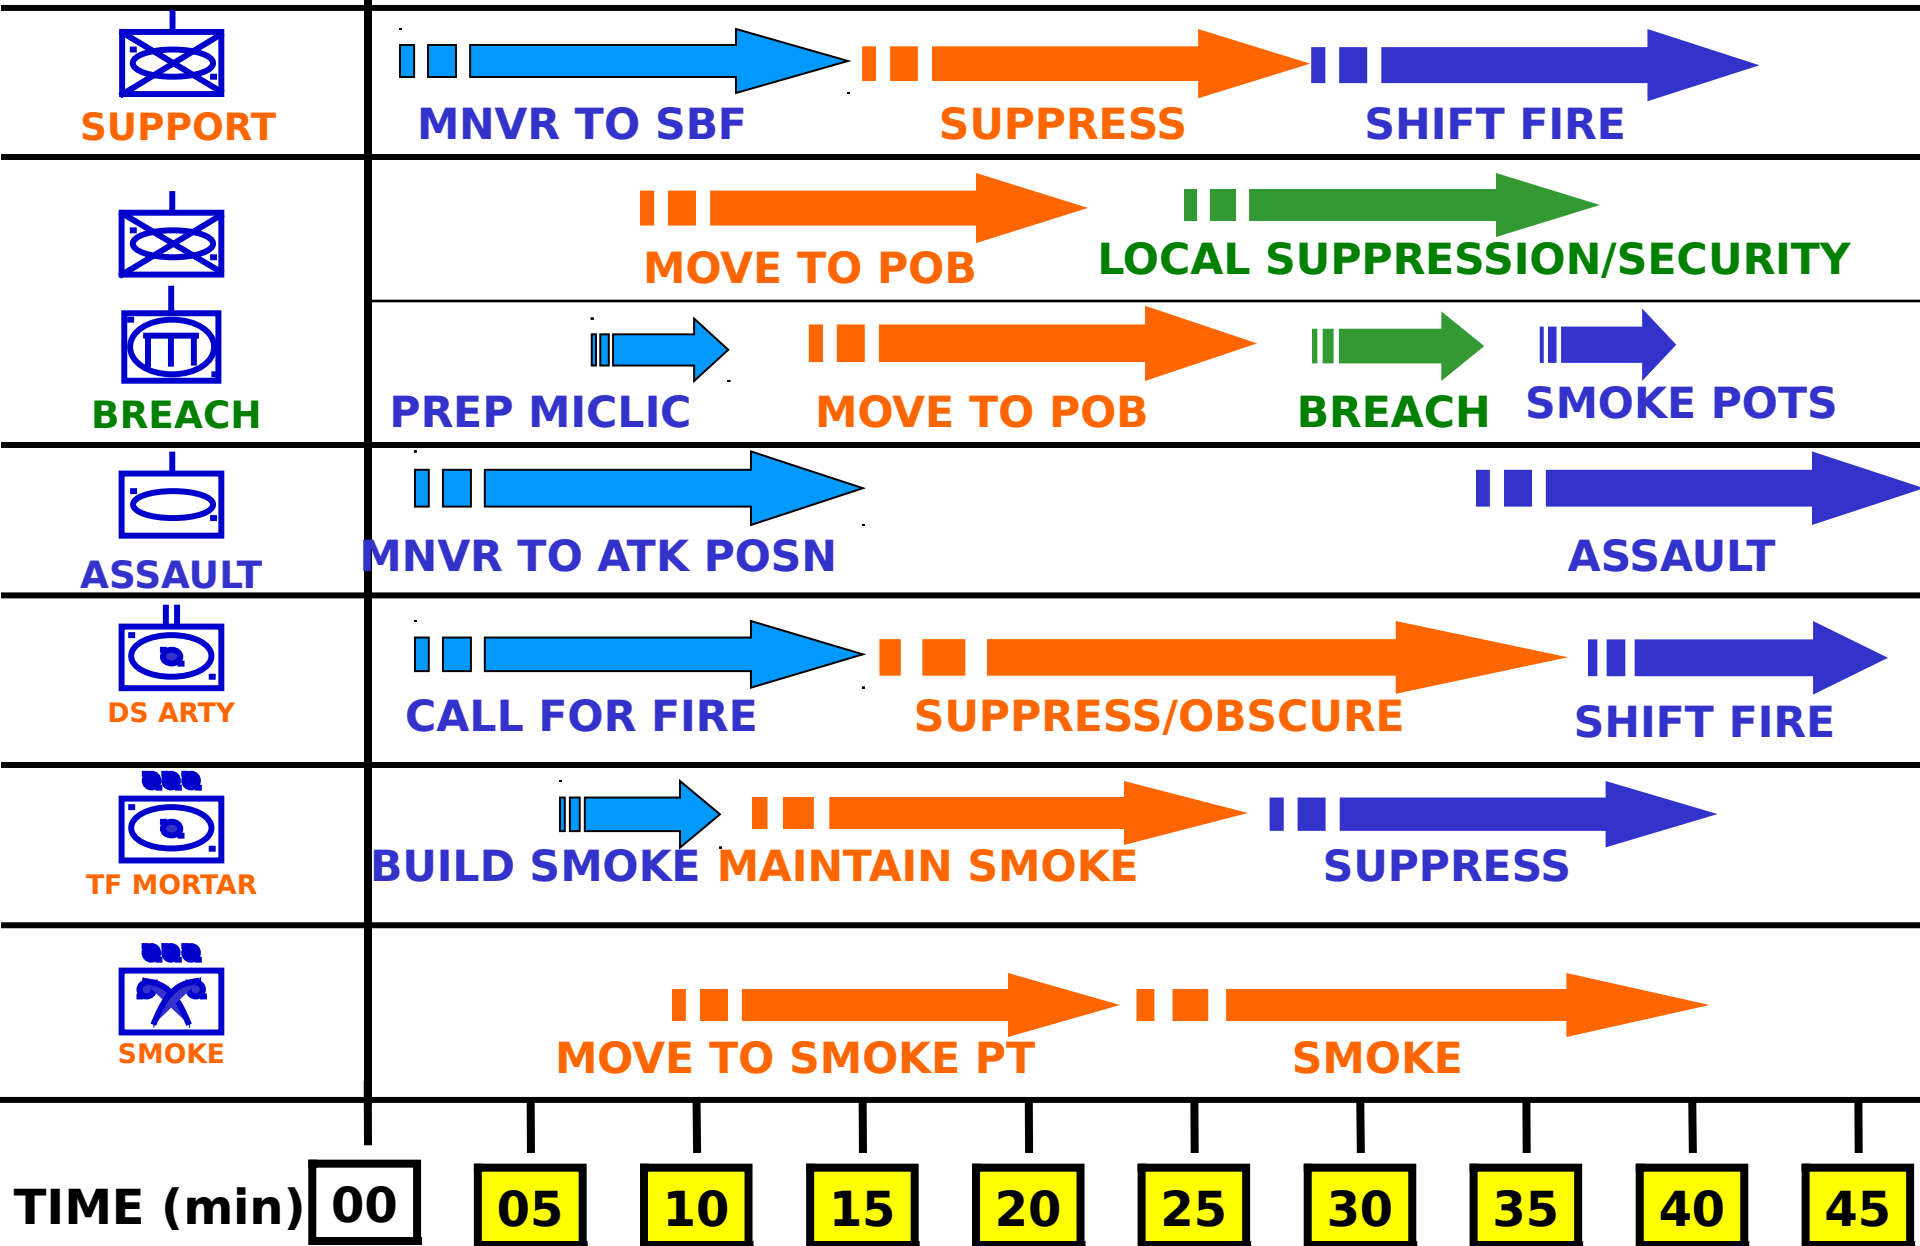 SUPPORT
MNVR TO SBF
SUPPRESS
SHIFT FIRE
MOVE TO POB
LOCAL SUPPRESSION/SECURITY
BREACH
PREP MICLIC
MOVE TO POB
BREACH
SMOKE POTS
ASSAULT
MNVR TO ATK POSN
ASSAULT
DS ARTY
CALL FOR FIRE
SUPPRESS/OBSCURE
SHIFT FIRE
TF MORTAR
BUILD SMOKE
MAINTAIN SMOKE
SUPPRESS
SMOKE
MOVE TO SMOKE PT
SMOKE
TIME (min) 00 05 10 15 20 25 30 35 40 45